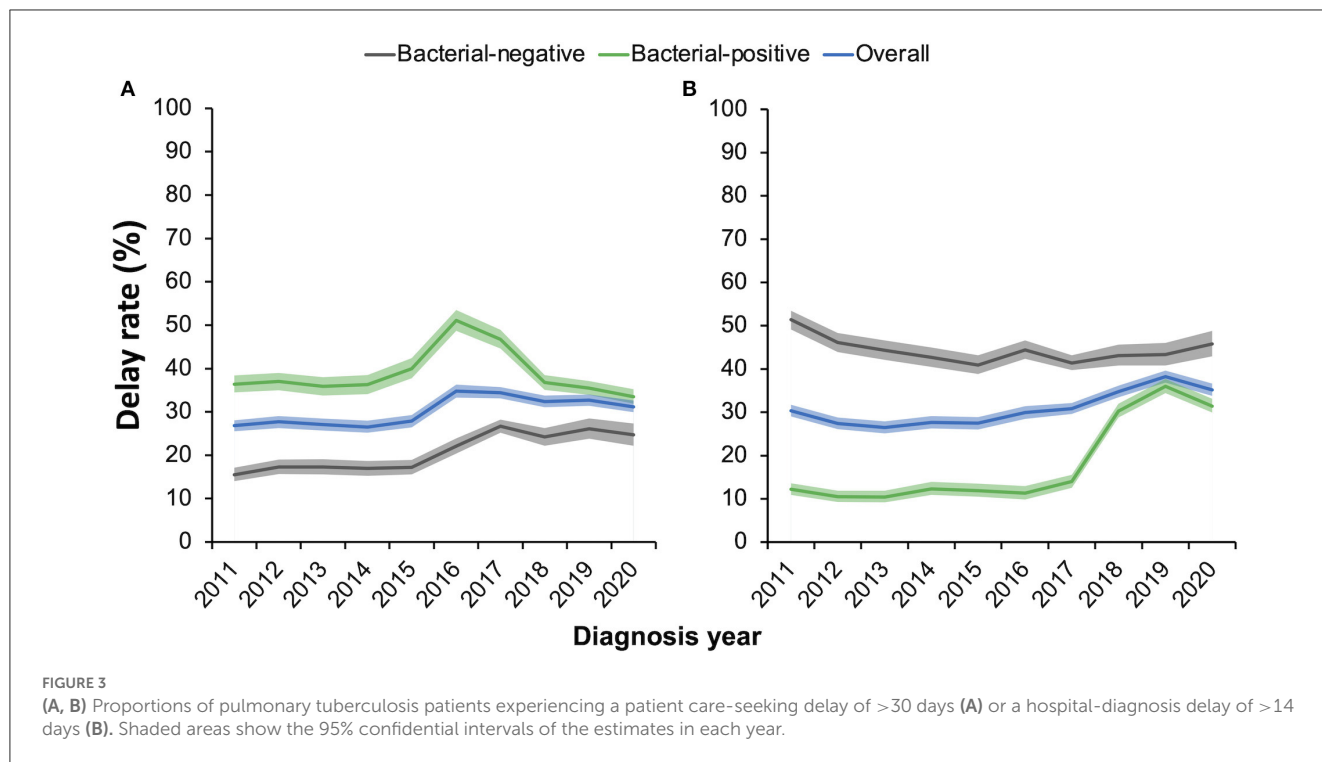 Bacterial-negative Bacterial-positive Overall
A B
100 100
90 90
80 80
70 70
60 60
50 50
40 40
30 30
20 20
10 10
0 0
Delay rate (%)
2011 2012 2013 2014 2015 2016 2017 2018 2019 2020 2011 2012 2013 2014 2015 2016 2017 2018 2019 2020
Diagnosis year
FIGURE 3
(A, B) Proportions of pulmonary tuberculosis patients experiencing a patient care-seeking delay of >30 days (A) or a hospital-diagnosis delay of >14
days (B). Shaded areas show the 95% confidential intervals of the estimates in each year.